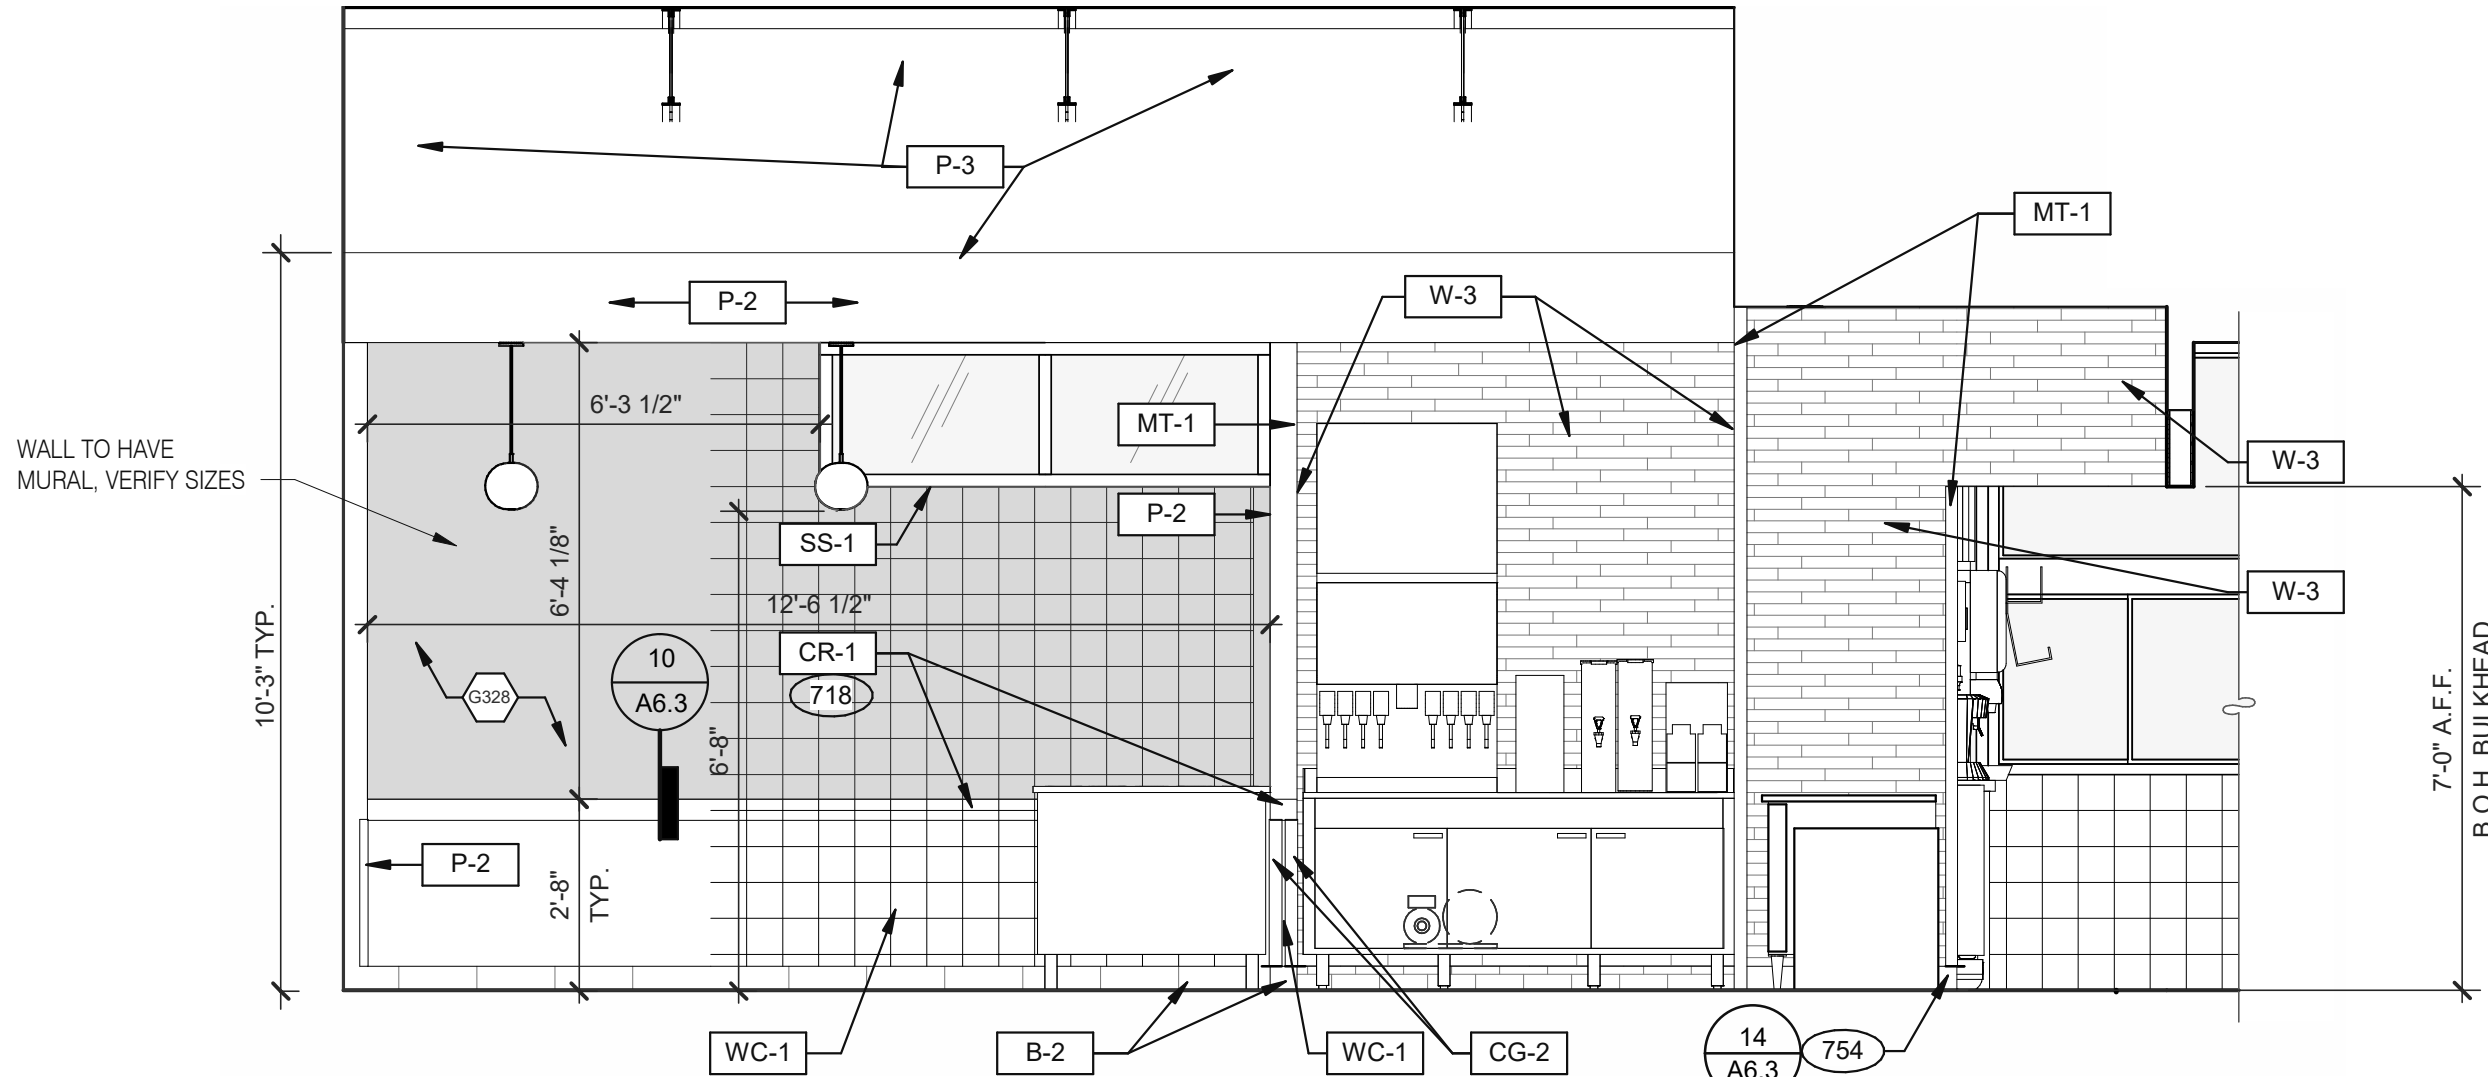 P-3
MT-1
P-2
W-3
6'-3 1/2"
MT-1
WALL TO HAVE
MURAL, VERIFY SIZES
W-3
P-2
SS-1
6'-4 1/8"
12'-6 1/2"
W-3
CR-1
10
A6.3
718
G328
10'-3" TYP.
6'-8"
7'-0" A.F.F.
B.O.H. BULKHEAD
P-2
2'-8"
TYP.
WC-1
B-2
WC-1
CG-2
14
A6.3
754